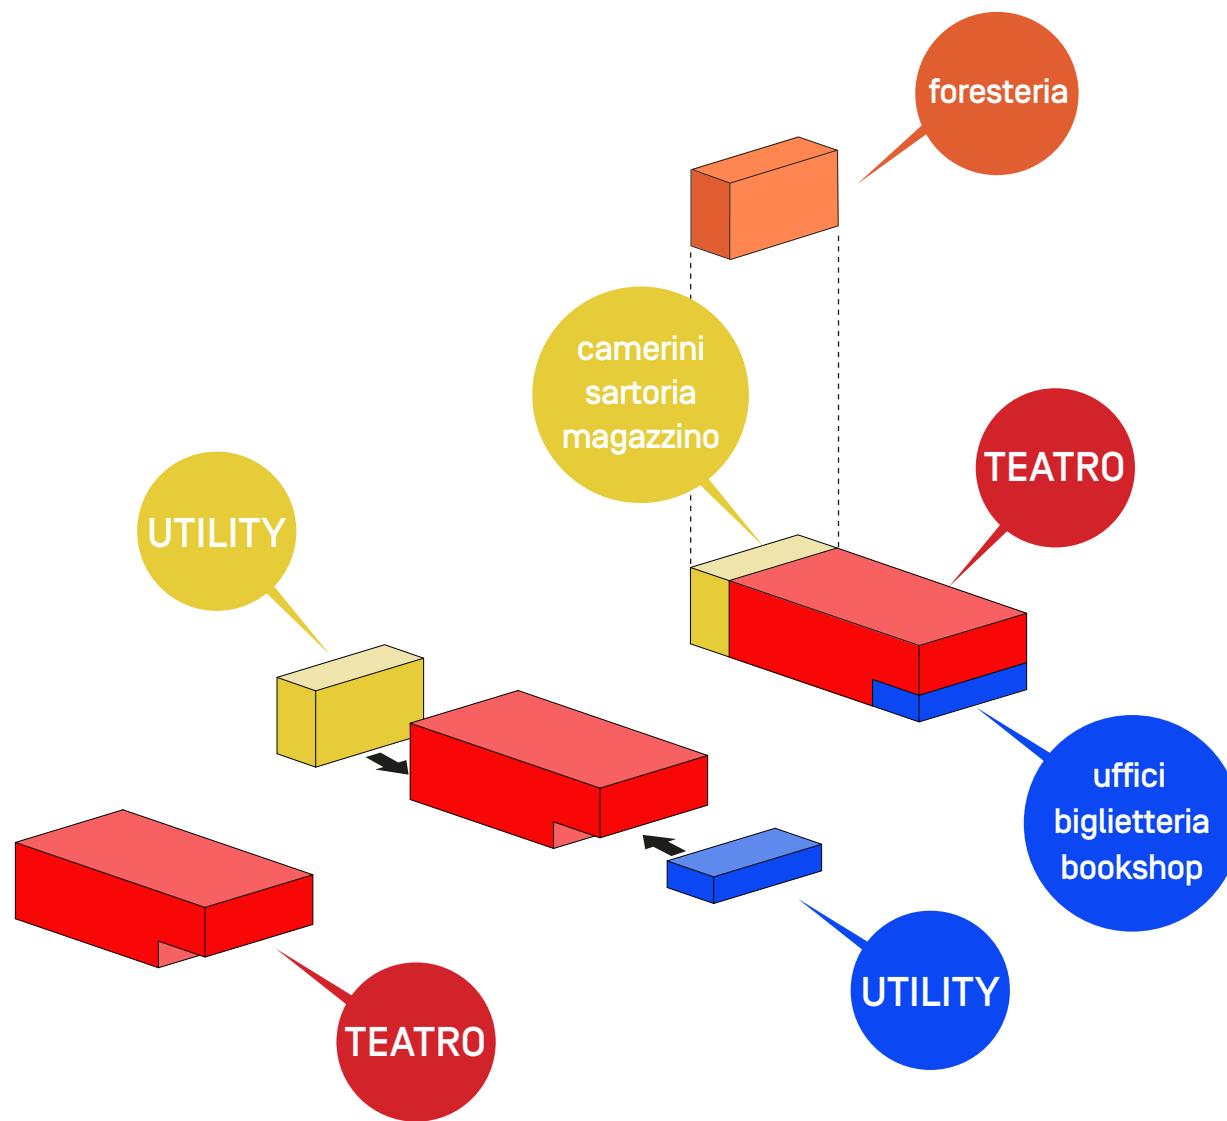 foresteria
camerini
sartoria
magazzino
TEATRO
UTILITY
uffici
biglietteria
bookshop
UTILITY
TEATRO